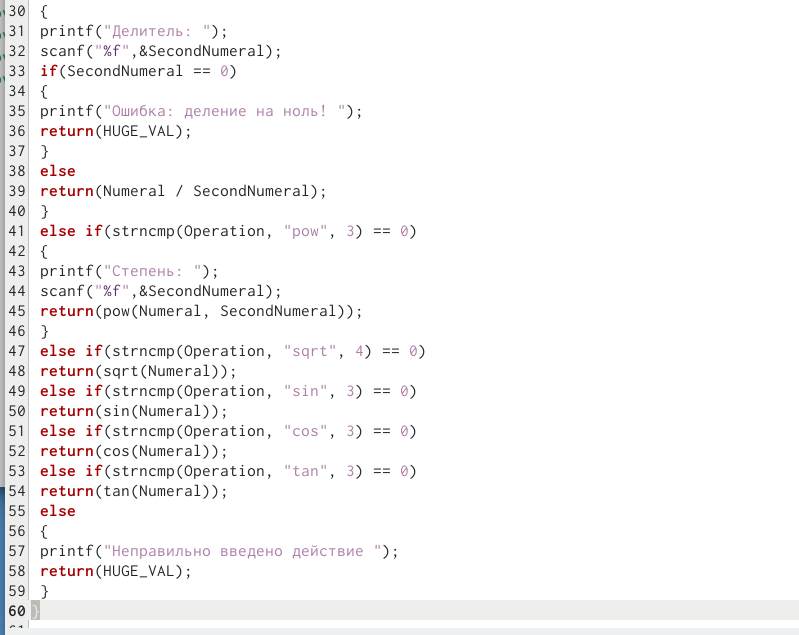 30 {
31 printf("Делитель: ");
32 scanf("%f",&SecondNumeral);
33 if(SecondNumeral == 0)
34 {
35 printf("Ошибка: деление на ноль! ");
36 return(HUGE_VAL);
37 }
38 else
39 return(Numeral / SecondNumeral);
40 }
41 else if(strncmp(Operation, "pow", 3) == 0)
42 {
43 printf("Степень: ");
44 scanf("%f",&SecondNumeral);
45 return(pow(Numeral, SecondNumeral));
46 }
47 else if(strncmp(Operation, "sqrt", 4) == 0)
48 return(sqrt(Numeral));
49 else if(strncmp(Operation, "sin", 3) == 0)
50 return(sin(Numeral));
51 else if(strncmp(Operation, "cos", 3) == 0)
52 return(cos(Numeral));
53 else if(strncmp(Operation, "tan", 3) == 0)
54 return(tan(Numeral));
55 else
56 {
57 printf("Неправильно введено действие ");
58 return(HUGE_VAL);
59 }
60 }